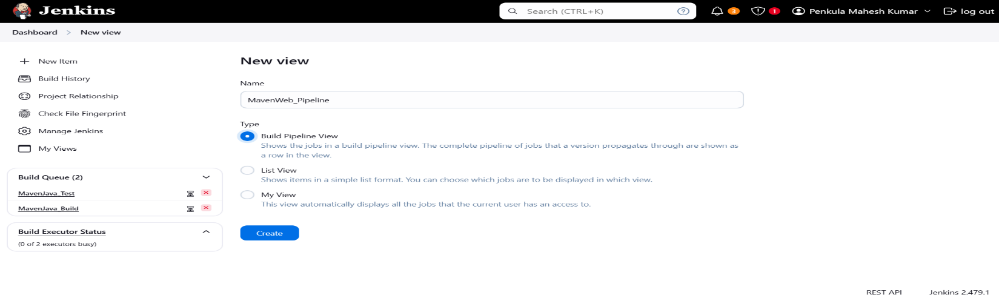 Jenkins
Search (CTRL+K)
?
3
1
Penkula Mahesh Kumar
log out
Dashboard > New view
New Item
Build History
Project Relationship
Check File Fingerprint
Manage Jenkins
My Views
Build Queue (2)
MavenJava_Test
MavenJava_Build
Build Executor Status
(0 of 2 executors busy)
New view
Name
MavenWeb_Pipeline
Type
Build Pipeline View
Shows the jobs in a build pipeline view. The complete pipeline of jobs that a version propagates through are shown as
a row in the view.
List View
Shows items in a simple list format. You can choose which jobs are to be displayed in which view.
My View
This view automatically displays all the jobs that the current user has an access to.
Create
REST API
Jenkins 2.479.1